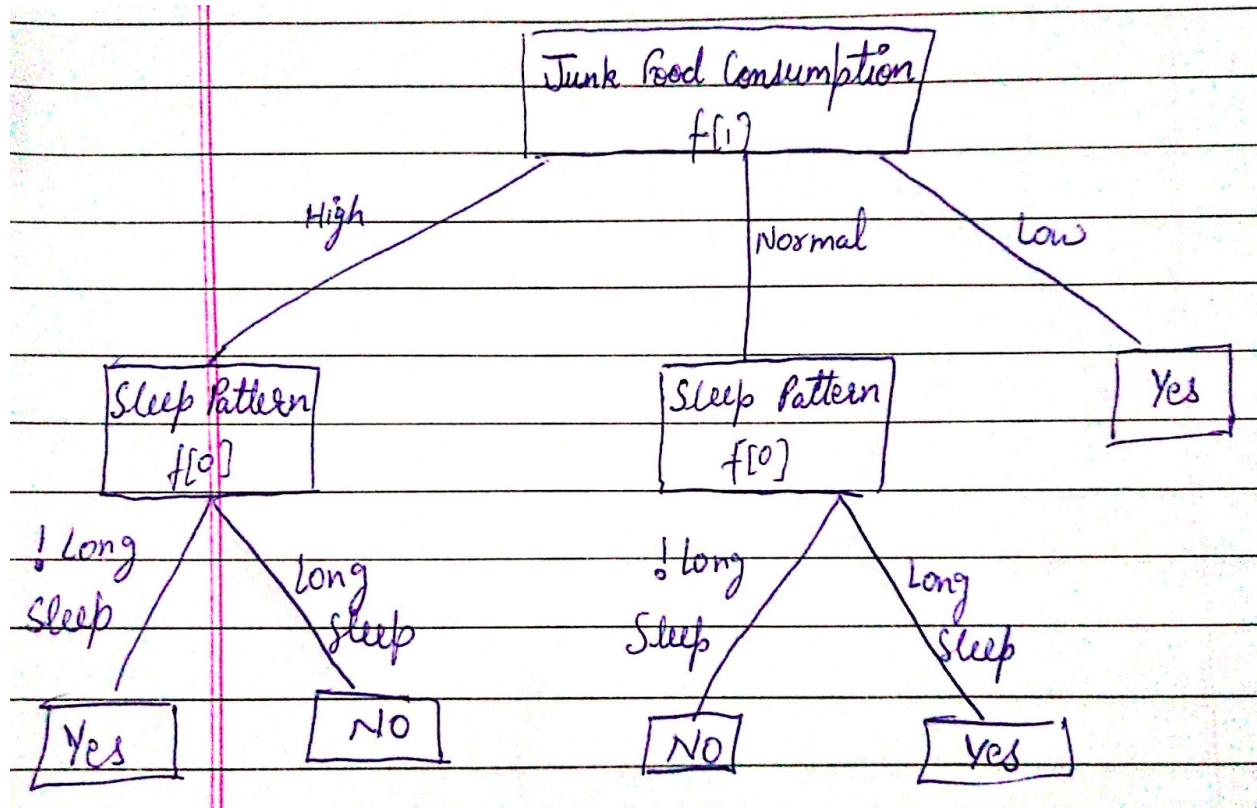 Junk Food Consumption
f[1]
High
Normal
Low
Sleep Pattern
f[0]
Sleep Pattern
f[0]
Yes
! Long
Sleep
Long
Sleep
! Long
Sleep
Long
Sleep
Yes
NO
NO
Yes